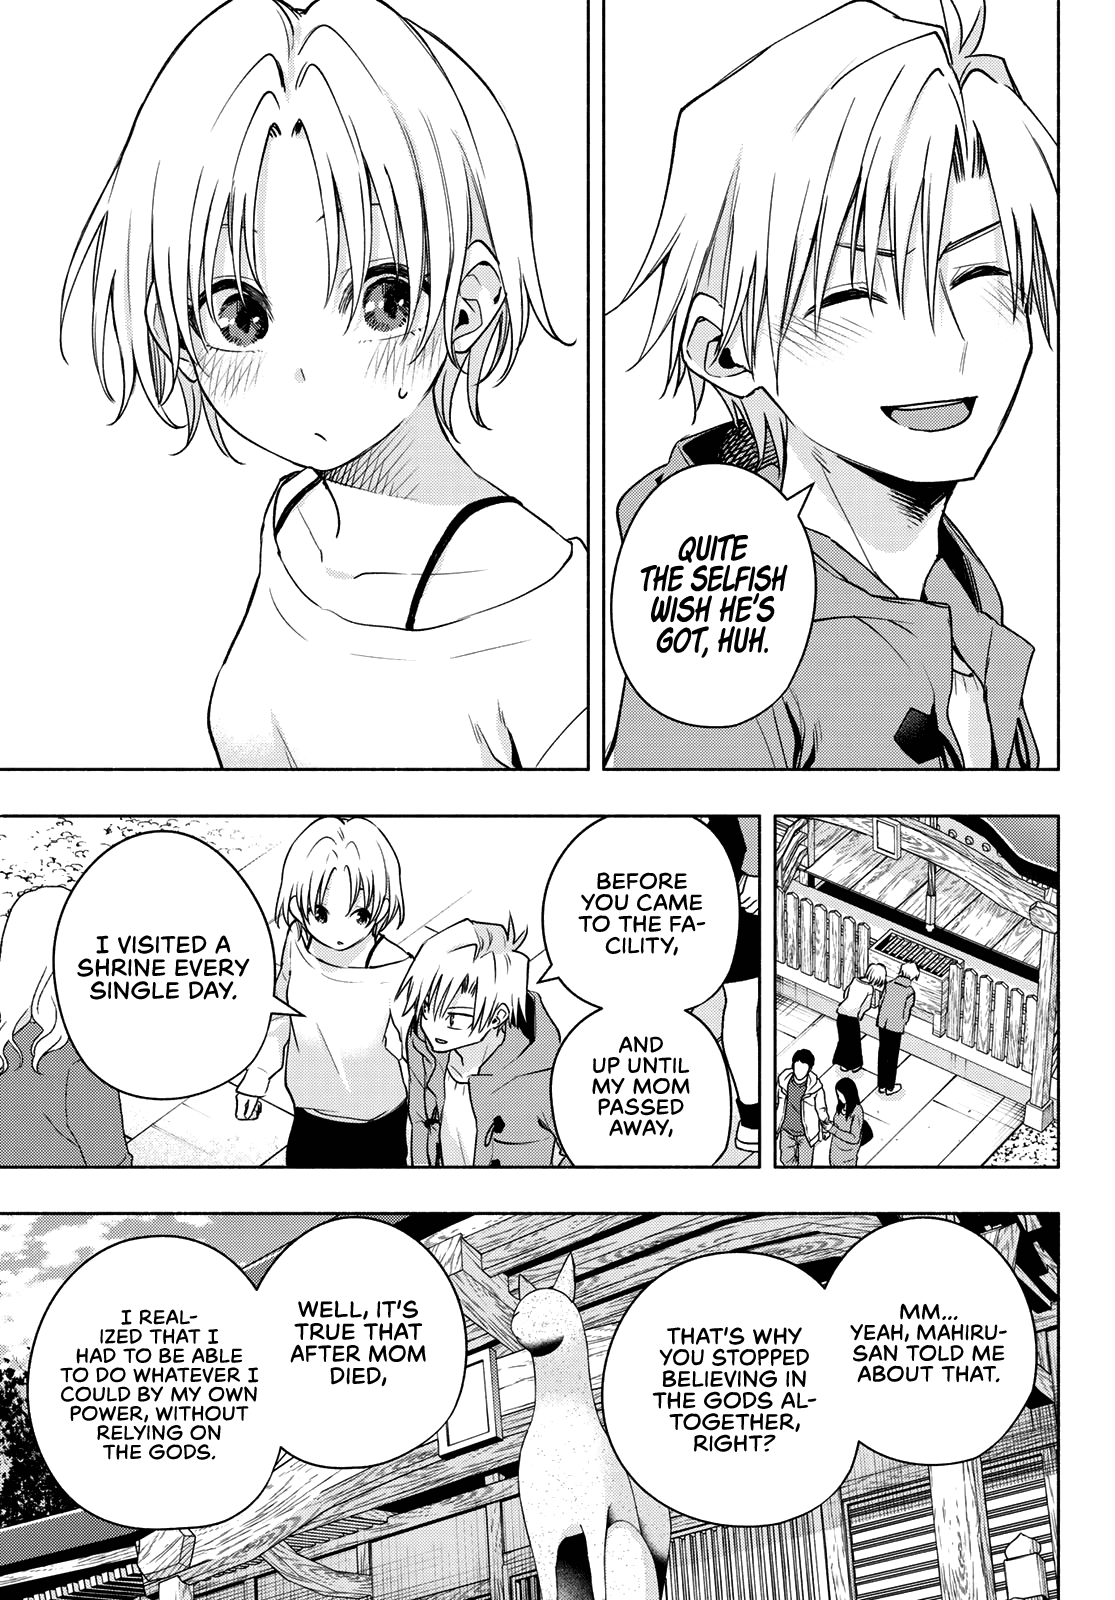 QUITE
THE SELFISH
WISH HE'S
GOT, HUH.
BEFORE
YOU CAME
TO THE FA-
CILITY,
AND
UP UNTIL
MY MOM
PASSED
AWAY,
I VISITED A
SHRINE EVERY
SINGLE DAY.
MM...
YEAH, MAHIRU-
SAN TOLD ME
ABOUT THAT.
THAT'S WHY
YOU STOPPED
BELIEVING IN
THE GODS AL-
TOGETHER,
RIGHT?
WELL, IT'S
TRUE THAT
AFTER MOM
DIED,
I REAL-
IZED THAT I
HAD TO BE ABLE
TO DO WHATEVER I
COULD BY MY OWN
POWER, WITHOUT
RELYING ON
THE GODS.